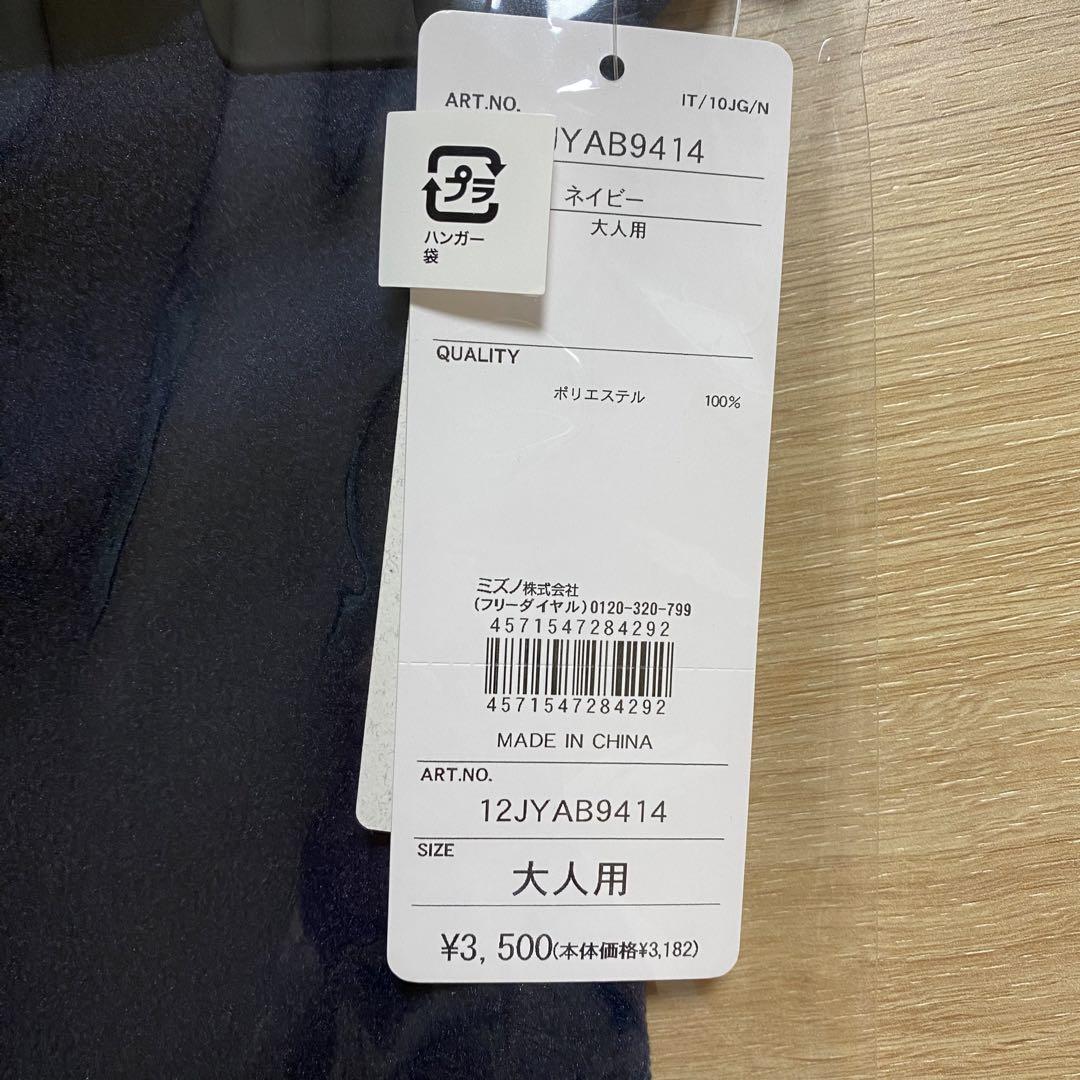 ART.NO. IT/10JG/N
JYAB9414
プラ
ハンガー
袋
ネイビー
大人用
QUALITY
ポリエステル 100%
ミズノ株式会社
(フリーダイヤル)0120-320-799
4571547284292
4571547284292
MADE IN CHINA
ART.NO.
12JYAB9414
SIZE
大人用
¥3,500(本体価格¥3,182)